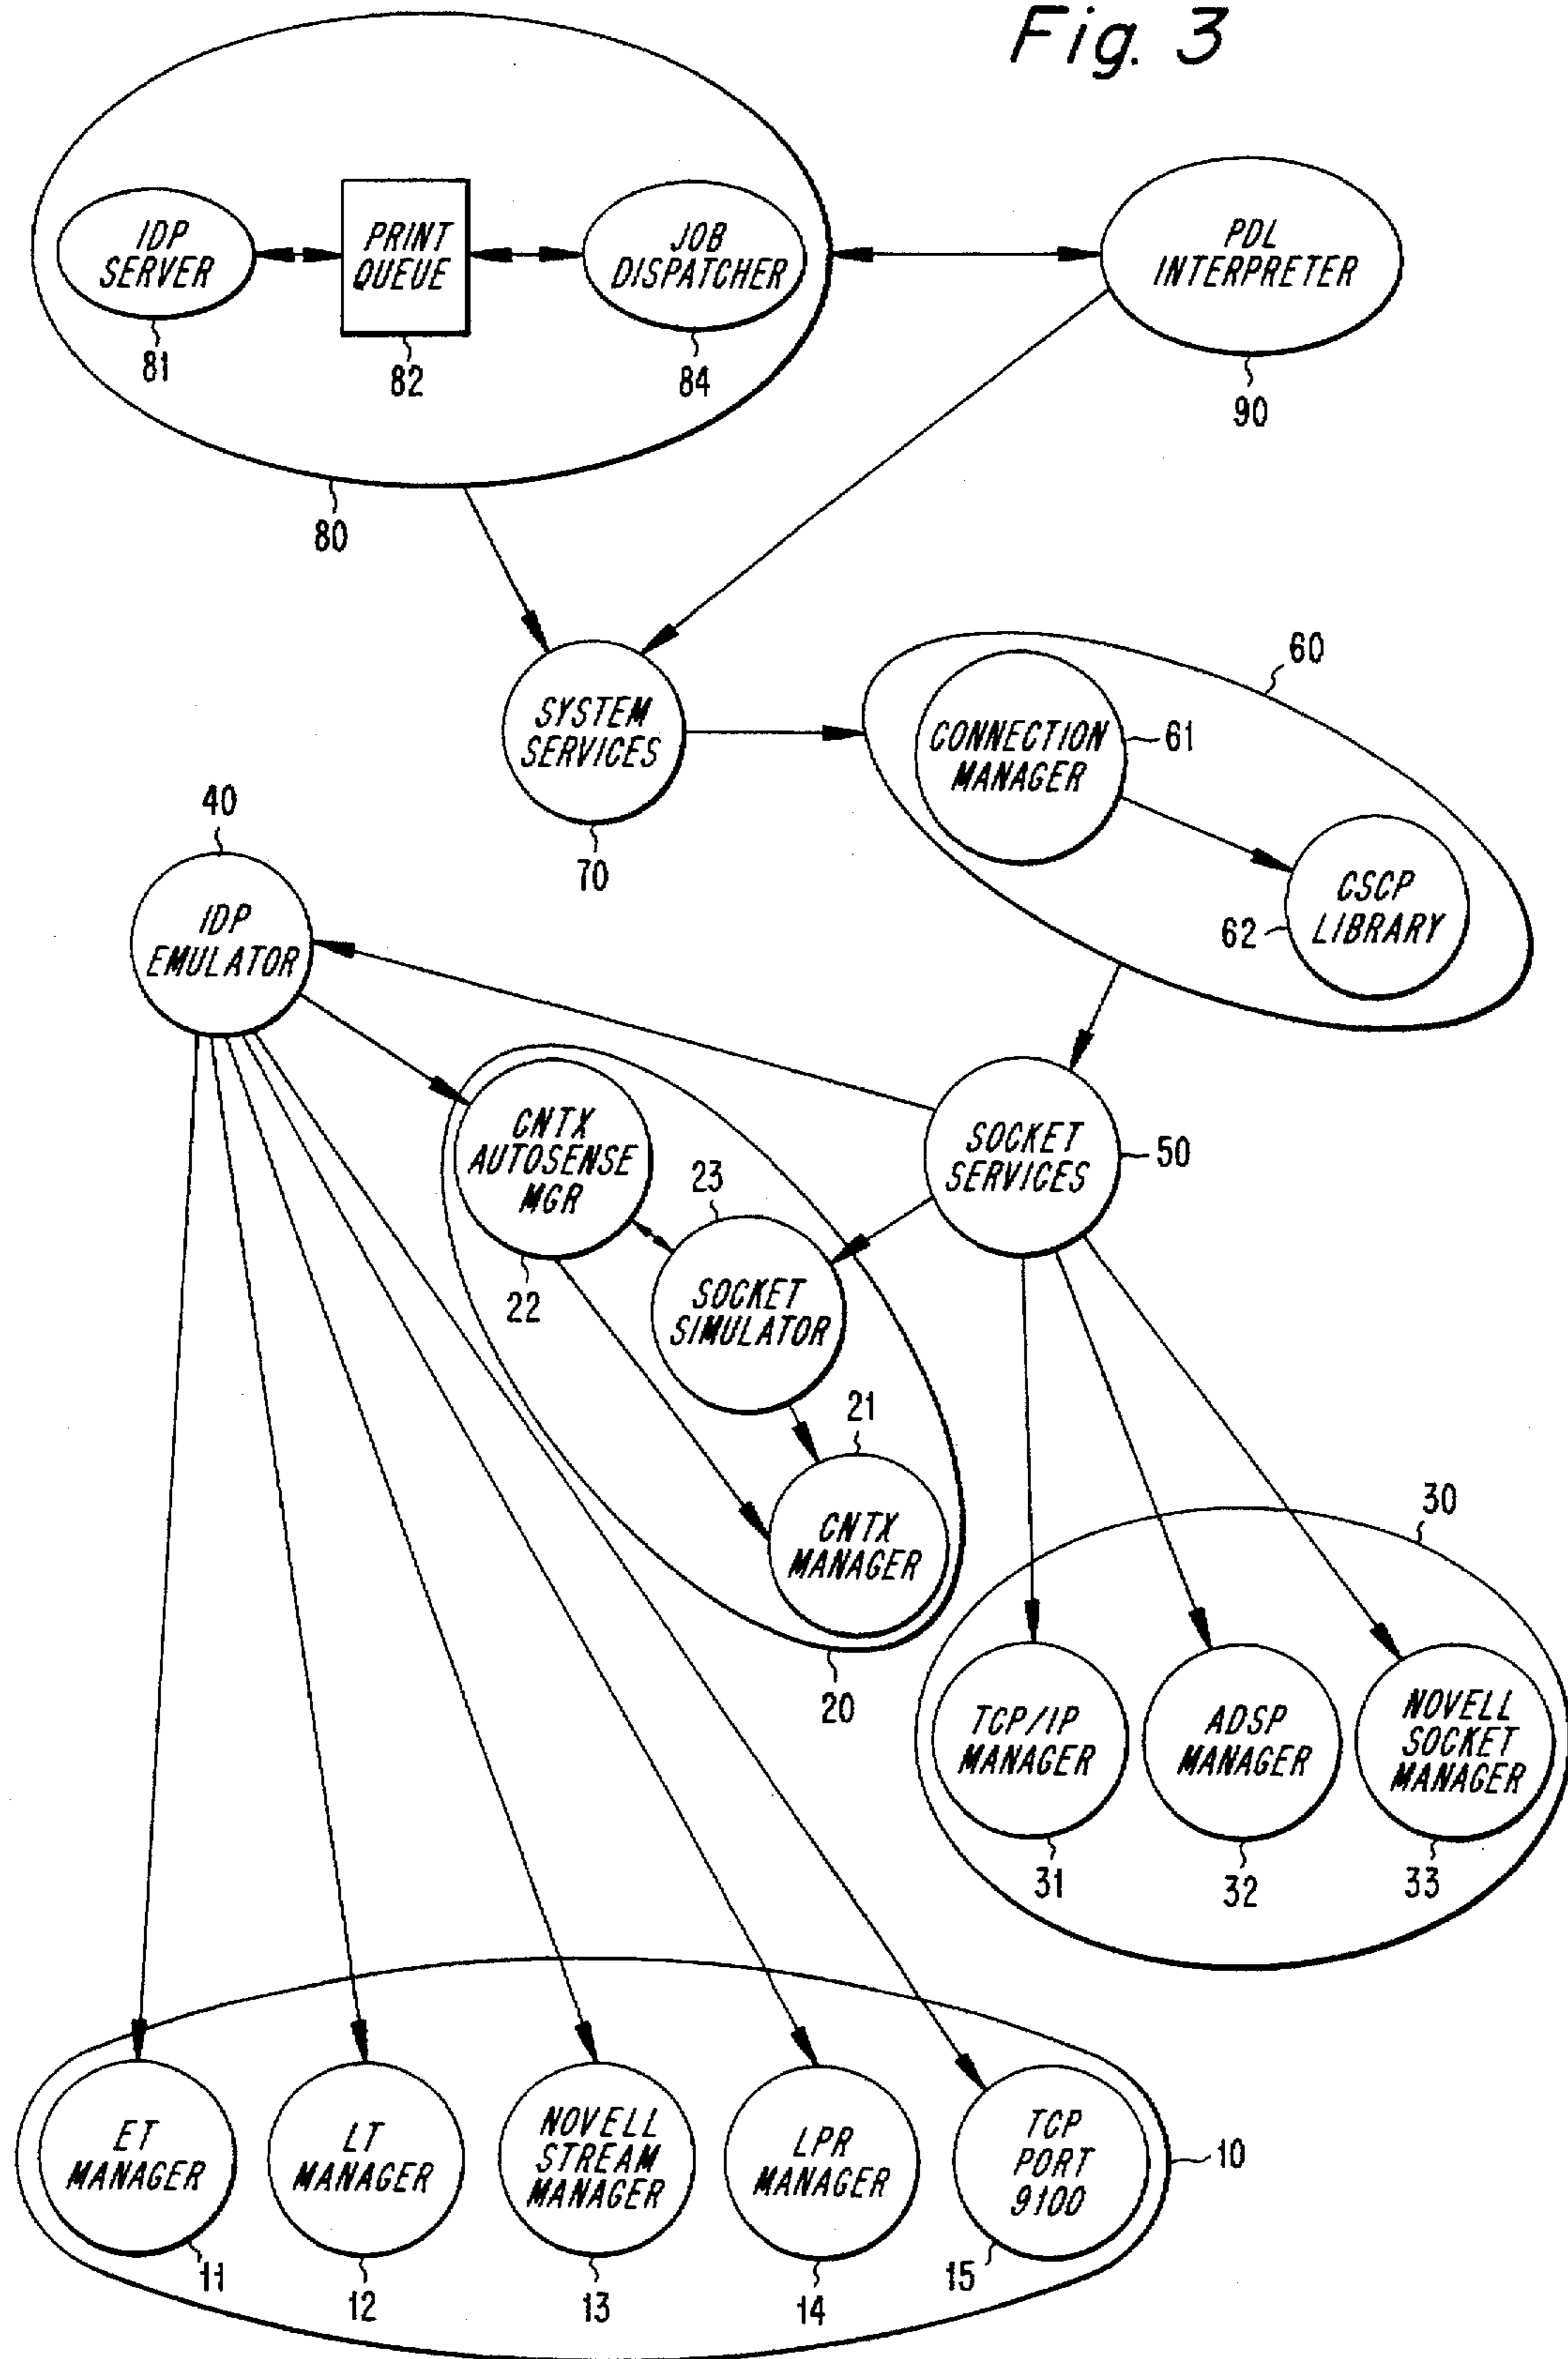 Fig. 3
IDP
SERVER
PRINT
QUEUE
JOB
DISPATCHER
PDL
INTERPRETER
81
82
84
90
80
60
SYSTEM
SERVICES
CONNECTION
MANAGER
61
40
70
CSCP
LIBRARY
62
IDP
EMULATOR
CNTX
AUTOSENSE
MGR
23
SOCKET
SERVICES
50
22
SOCKET
SIMULATOR
21
CNTX
MANAGER
30
20
TCP/IP
MANAGER
ADSP
MANAGER
NOVELL
SOCKET
MANAGER
31
32
33
ET
MANAGER
LT
MANAGER
NOVELL
STREAM
MANAGER
LPR
MANAGER
TCP
PORT
9100
10
11
12
13
14
15